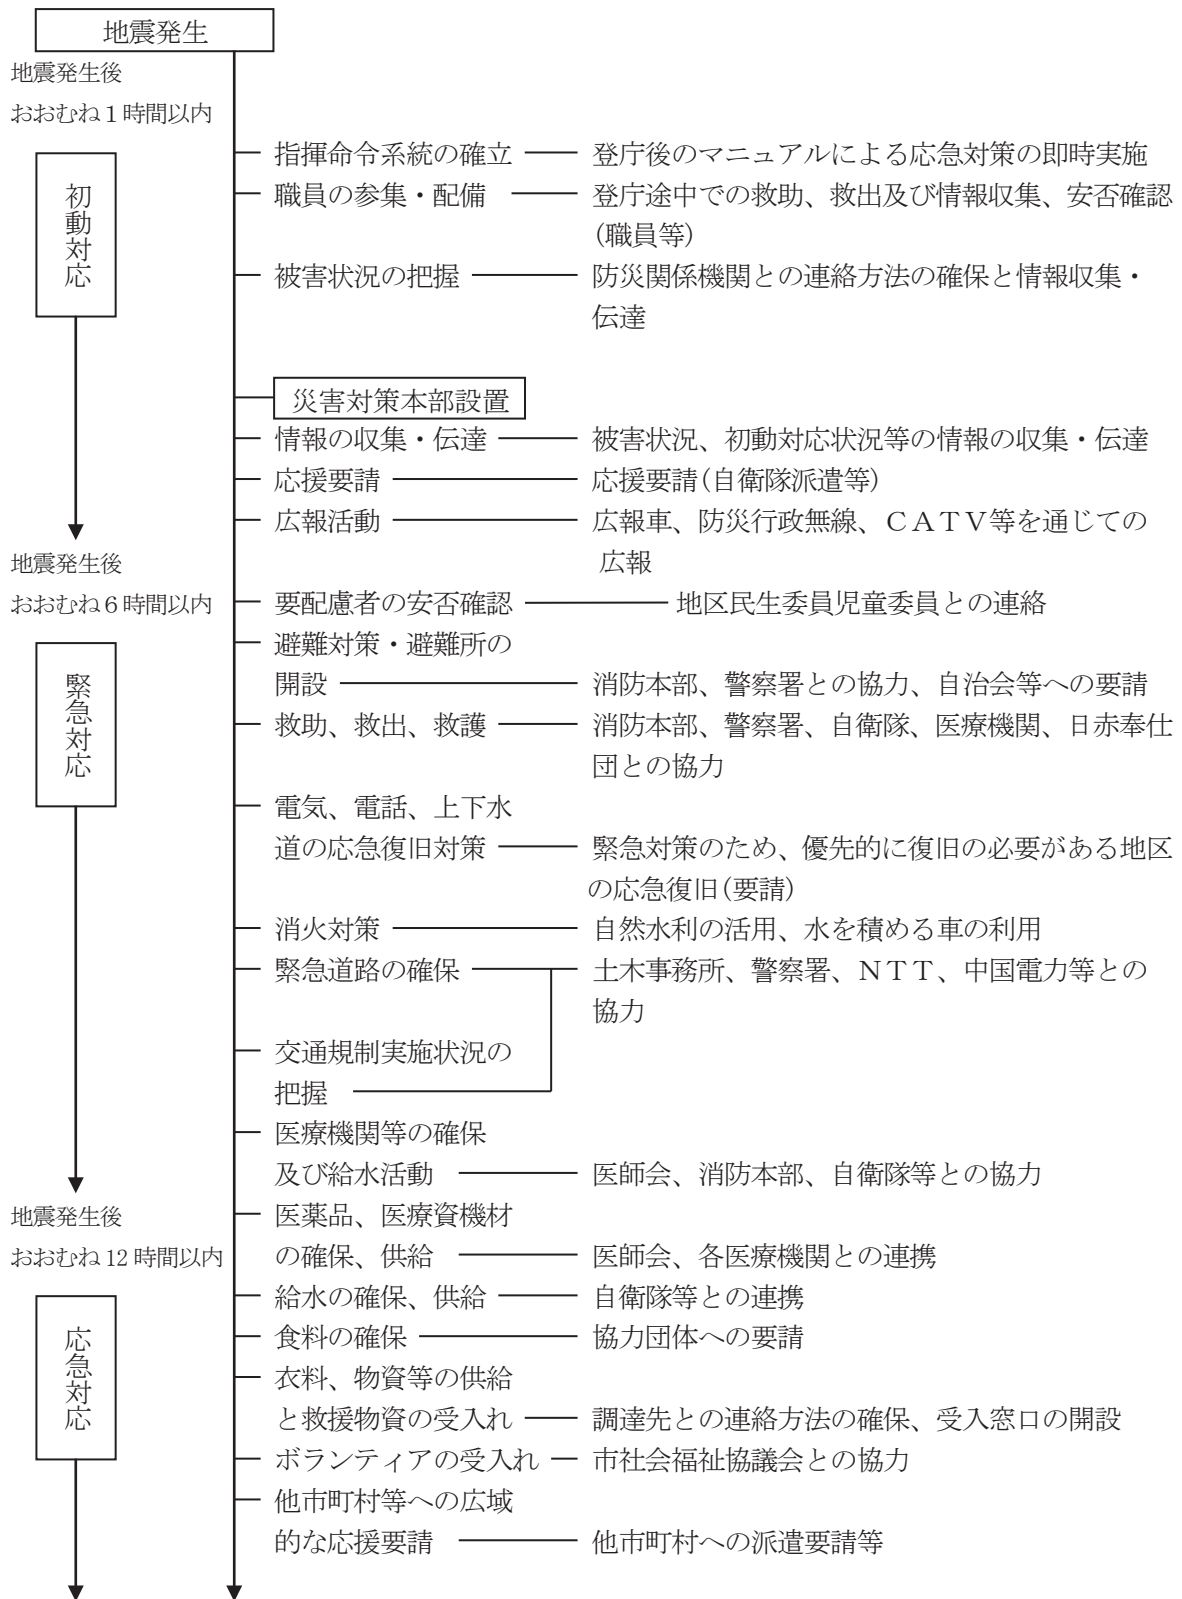 地震発生
地震発生後
おおむね1時間以内
初動対応
指揮命令系統の確立 登庁後のマニュアルによる応急対策の即時実施
職員の参集・配備 登庁途中での救助、救出及び情報収集、安否確認
(職員等)
被害状況の把握 防災関係機関との連絡方法の確保と情報収集・
伝達
災害対策本部設置
情報の収集・伝達 被害状況、初動対応状況等の情報の収集・伝達
応援要請 応援要請(自衛隊派遣等)
広報活動 広報車、防災行政無線、CATV等を通じての
広報
地震発生後
おおむね6時間以内
緊急対応
要配慮者の安否確認 地区民生委員児童委員との連絡
避難対策・避難所の
開設 消防本部、警察署との協力、自治会等への要請
救助、救出、救護 消防本部、警察署、自衛隊、医療機関、日赤奉仕
団との協力
電気、電話、上下水
道の応急復旧対策 緊急対策のため、優先的に復旧の必要がある地区
の応急復旧(要請)
消火対策 自然水利の活用、水を積める車の利用
緊急道路の確保 土木事務所、警察署、NTT、中国電力等との
協力
交通規制実施状況の
把握
医療機関等の確保
及び給水活動 医師会、消防本部、自衛隊等との協力
地震発生後
おおむね12時間以内
応急対応
医薬品、医療資機材
の確保、供給 医師会、各医療機関との連携
給水の確保、供給 自衛隊等との連携
食料の確保 協力団体への要請
衣料、物資等の供給
と救援物資の受入れ 調達先との連絡方法の確保、受入窓口の開設
ボランティアの受入れ 市社会福祉協議会との協力
他市町村等への広域
的な応援要請 他市町村への派遣要請等